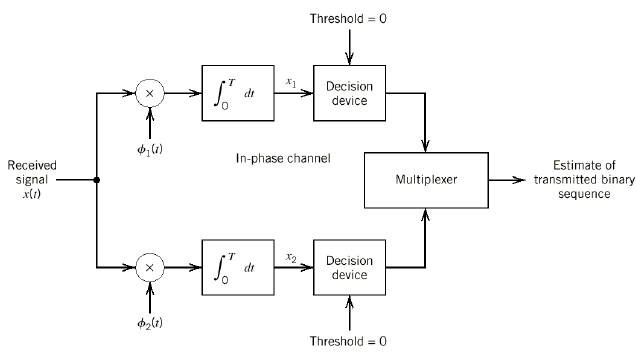 Threshold = 0
∫₀ᵀ dt
x₁
Decision
device
×
ϕ₁(t)
In-phase channel
Received
signal
x(t)
Multiplexer
Estimate of
transmitted binary
sequence
∫₀ᵀ dt
x₂
Decision
device
×
ϕ₂(t)
Threshold = 0